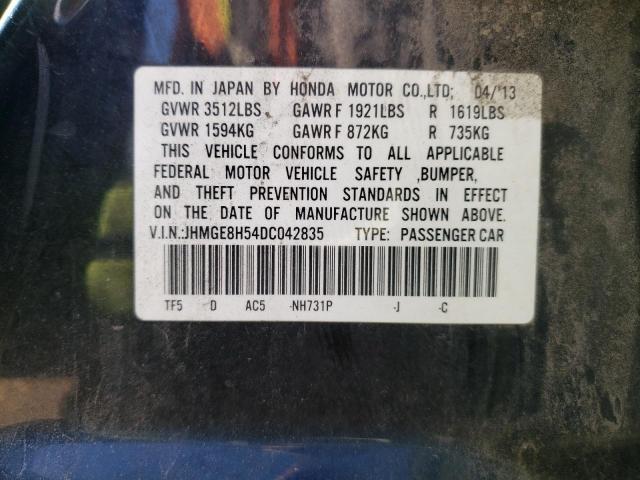 MFD. IN JAPAN BY HONDA MOTOR CO.,LTD; 04/'13
GVWR 3512LBS GAWR F 1921LBS R 1619LBS
GVWR 1594KG GAWR F 872KG R 735KG
THIS VEHICLE CONFORMS TO ALL APPLICABLE
FEDERAL MOTOR VEHICLE SAFETY ,BUMPER,
AND THEFT PREVENTION STANDARDS IN EFFECT
ON THE DATE OF MANUFACTURE SHOWN ABOVE.
V.I.N.:JHMGE8H54DC042835 TYPE: PASSENGER CAR
TF5 D AC5 -NH731P -J -C